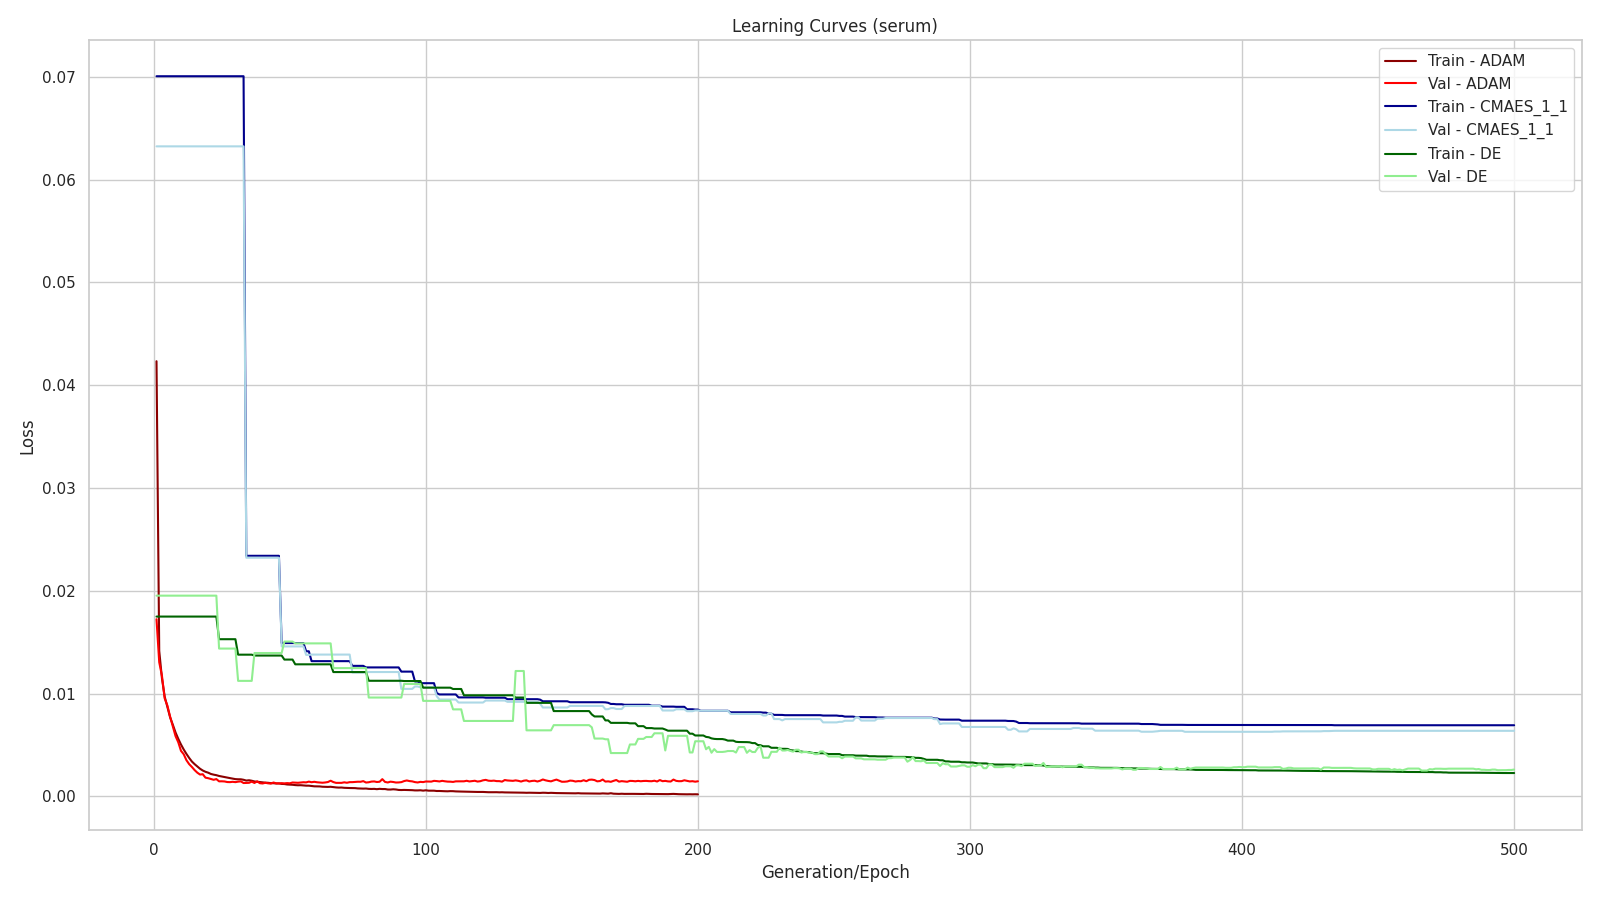 Learning Curves (serum)
Train - ADAM
Val - ADAM
Train - CMAES_1_1
Val - CMAES_1_1
Train - DE
Val - DE
0.07
0.06
0.05
0.04
0.03
0.02
0.01
0.00
Loss
0 100 200 300 400 500
Generation/Epoch